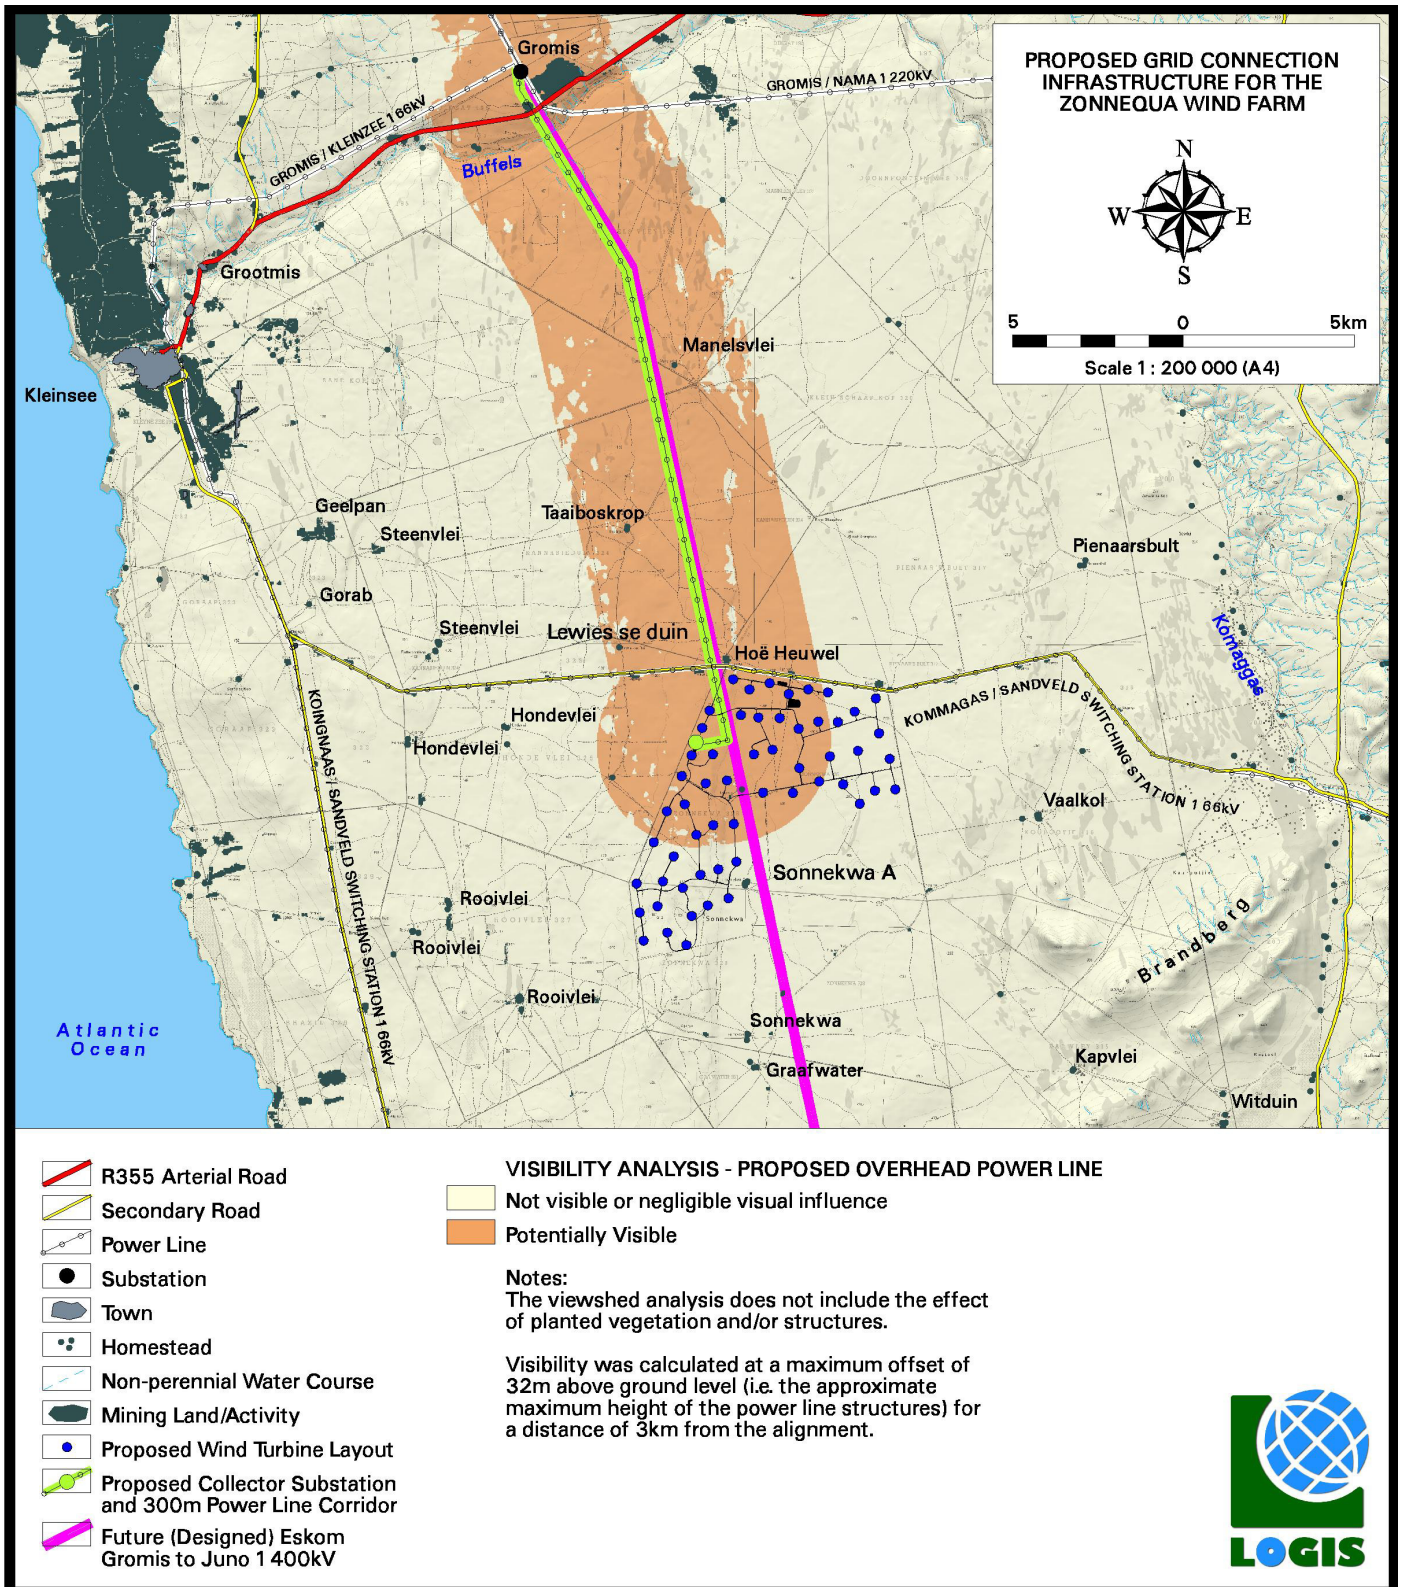 PROPOSED GRID CONNECTION
INFRASTRUCTURE FOR THE
ZONNEQUA WIND FARM
N
W
E
S
5
0
5km
Scale 1 : 200 000 (A4)
Gromis
GROMIS / NAMA 1 220kV
GROMIS / KLEINZEE 1 66kV
Buffels
Grootmis
Manelsvlei
Kleinsee
Geelpan
Steenvlei
Taaiboskrop
Pienaarsbult
Gorab
Steenvlei
Lewies se duin
Hoë Heuwel
Komaggas
KOMMAGAS / SANDVELD SWITCHING STATION 1 66kV
KOINGNAAS / SANDVELD SWITCHING STATION 1 66kV
Hondevlei
Hondevlei
Vaalkol
Sonnekwa A
Sonnekwa
Rooivlei
Rooivlei
Rooivlei
Brandberg
Atlantic
Ocean
Sonnekwa
Graafwater
Kapvlei
Witduin
R355 Arterial Road
Secondary Road
Power Line
Substation
Town
Homestead
Non-perennial Water Course
Mining Land/Activity
Proposed Wind Turbine Layout
Proposed Collector Substation
and 300m Power Line Corridor
Future (Designed) Eskom
Gromis to Juno 1 400kV
VISIBILITY ANALYSIS - PROPOSED OVERHEAD POWER LINE
Not visible or negligible visual influence
Potentially Visible
Notes:
The viewshed analysis does not include the effect
of planted vegetation and/or structures.
Visibility was calculated at a maximum offset of
32m above ground level (i.e. the approximate
maximum height of the power line structures) for
a distance of 3km from the alignment.
LOGIS